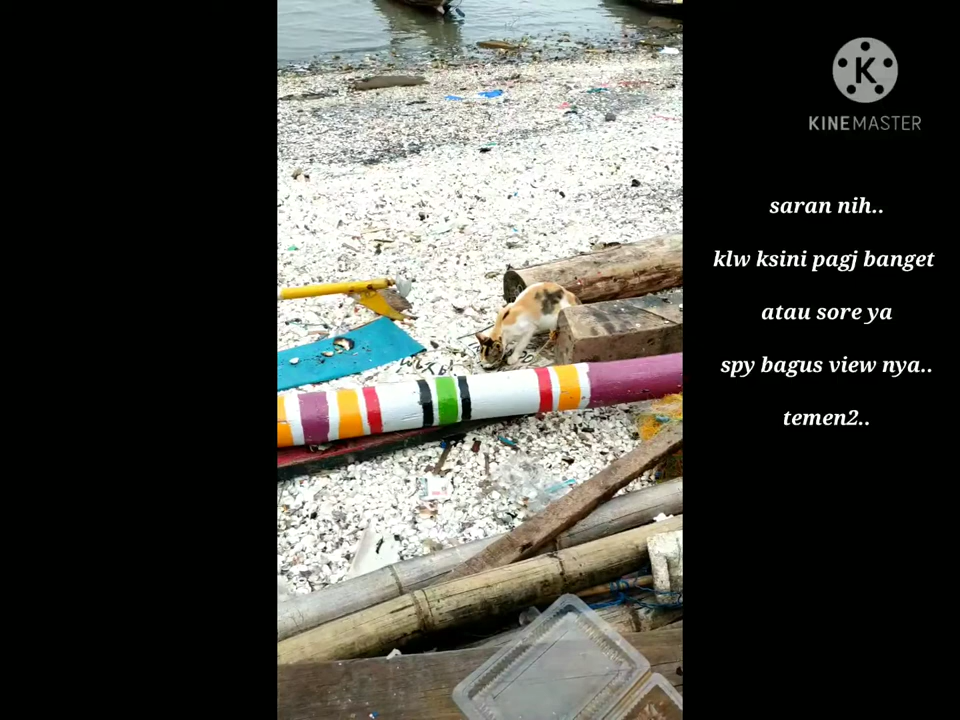 KINEMASTER
saran nih..
klw ksini pagj banget
atau sore ya
spy bagus view nya..
temen2..